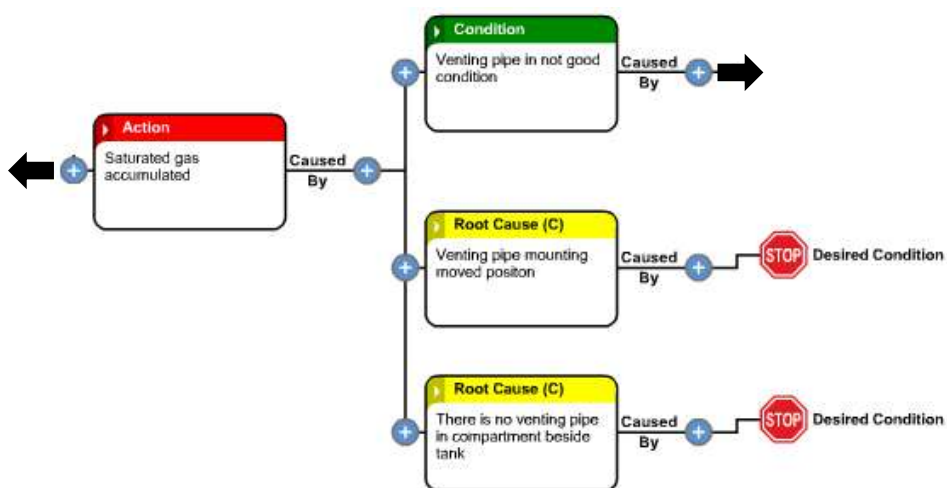 Condition
Venting pipe in not good
condition
Caused
By
Action
Saturated gas
accumulated
Caused
By
Root Cause (C)
Venting pipe mounting
moved positon
Caused
By
STOP
Desired Condition
Root Cause (C)
There is no venting pipe
in compartment beside
tank
Caused
By
STOP
Desired Condition